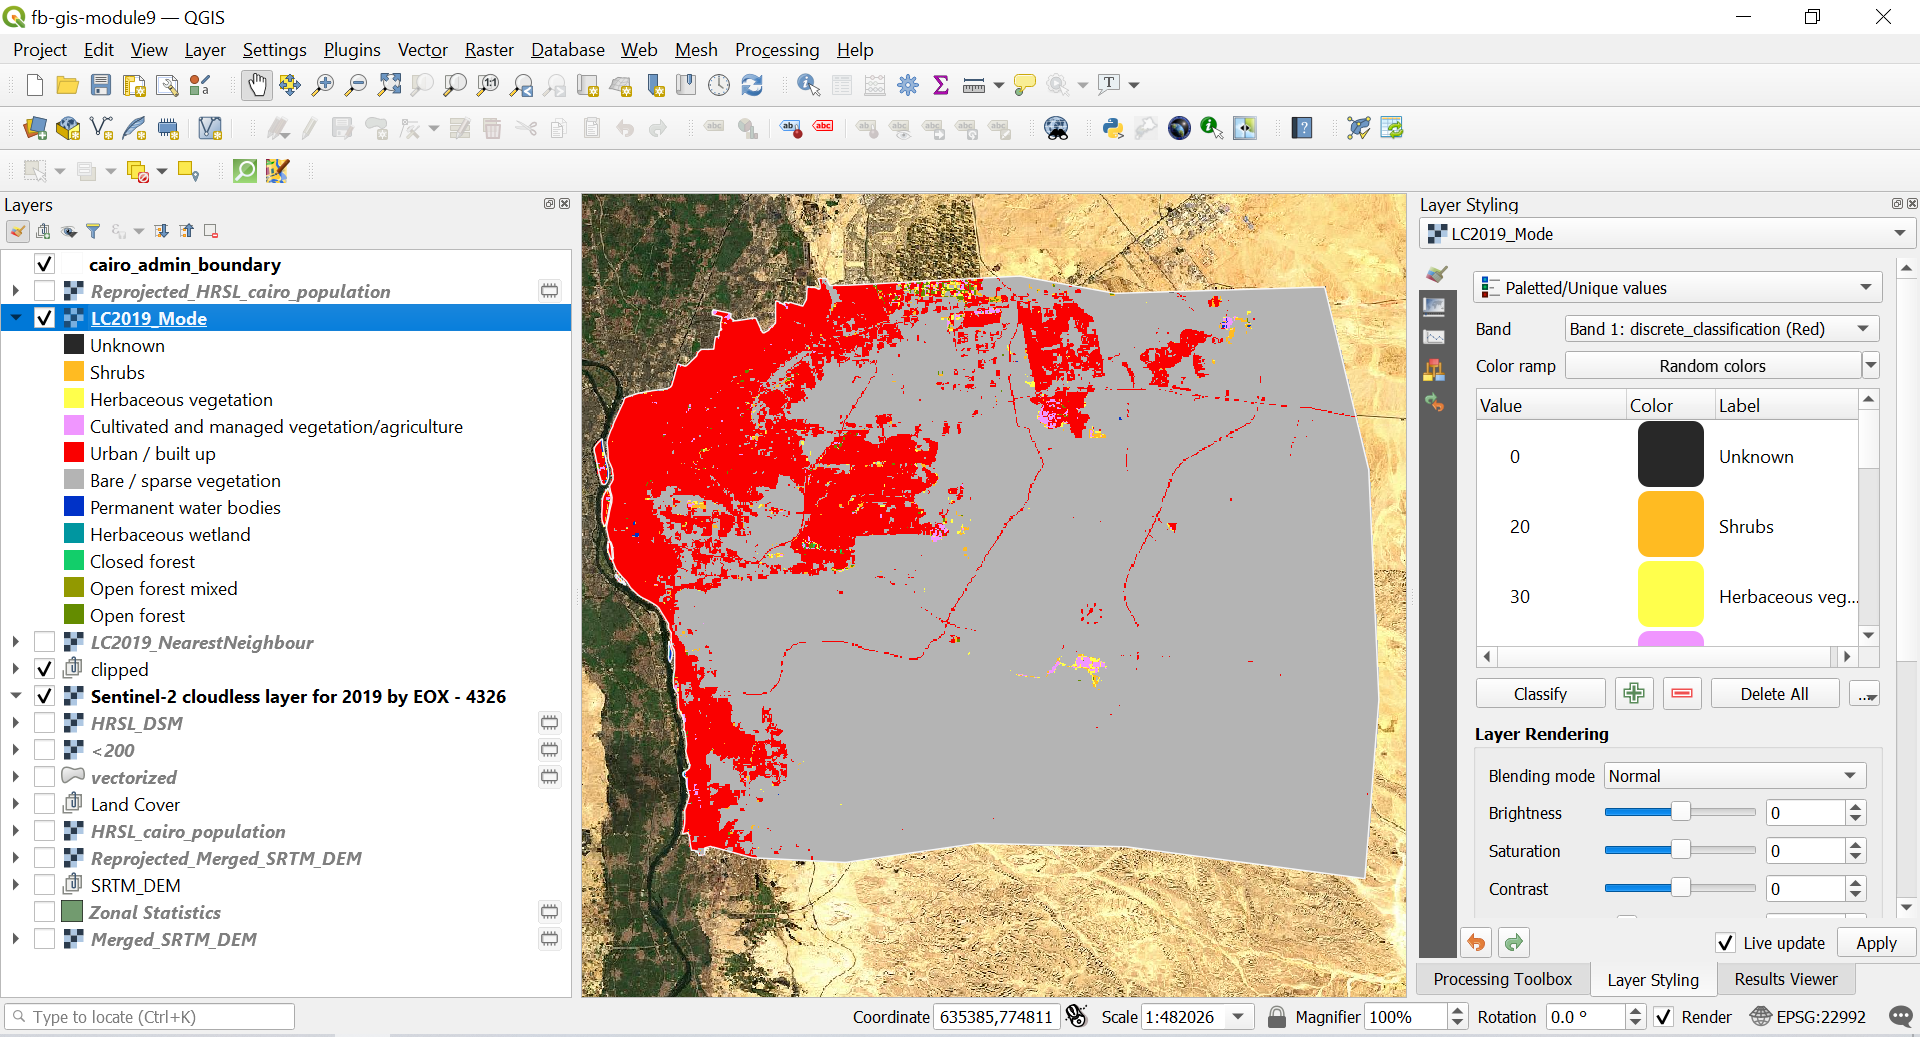 fb-gis-module9 — QGIS
Project Edit View Layer Settings Plugins Vector Raster Database Web Mesh Processing Help
Layers
cairo_admin_boundary
Reprojected_HRSL_cairo_population
LC2019_Mode
Unknown
Shrubs
Herbaceous vegetation
Cultivated and managed vegetation/agriculture
Urban / built up
Bare / sparse vegetation
Permanent water bodies
Herbaceous wetland
Closed forest
Open forest mixed
Open forest
LC2019_NearestNeighbour
clipped
Sentinel-2 cloudless layer for 2019 by EOX - 4326
HRSL_DSM
<200
vectorized
Land Cover
HRSL_cairo_population
Reprojected_Merged_SRTM_DEM
SRTM_DEM
Zonal Statistics
Merged_SRTM_DEM
Layer Styling
LC2019_Mode
Paletted/Unique values
Band Band 1: discrete_classification (Red)
Color ramp Random colors
Value Color Label
0 Unknown
20 Shrubs
30 Herbaceous veg...
Classify Delete All ...
Layer Rendering
Blending mode Normal
Brightness 0
Saturation 0
Contrast 0
Live update Apply
Processing Toolbox Layer Styling Results Viewer
Type to locate (Ctrl+K) Coordinate 635385,774811 Scale 1:482026 Magnifier 100% Rotation 0.0 ° Render EPSG:22992